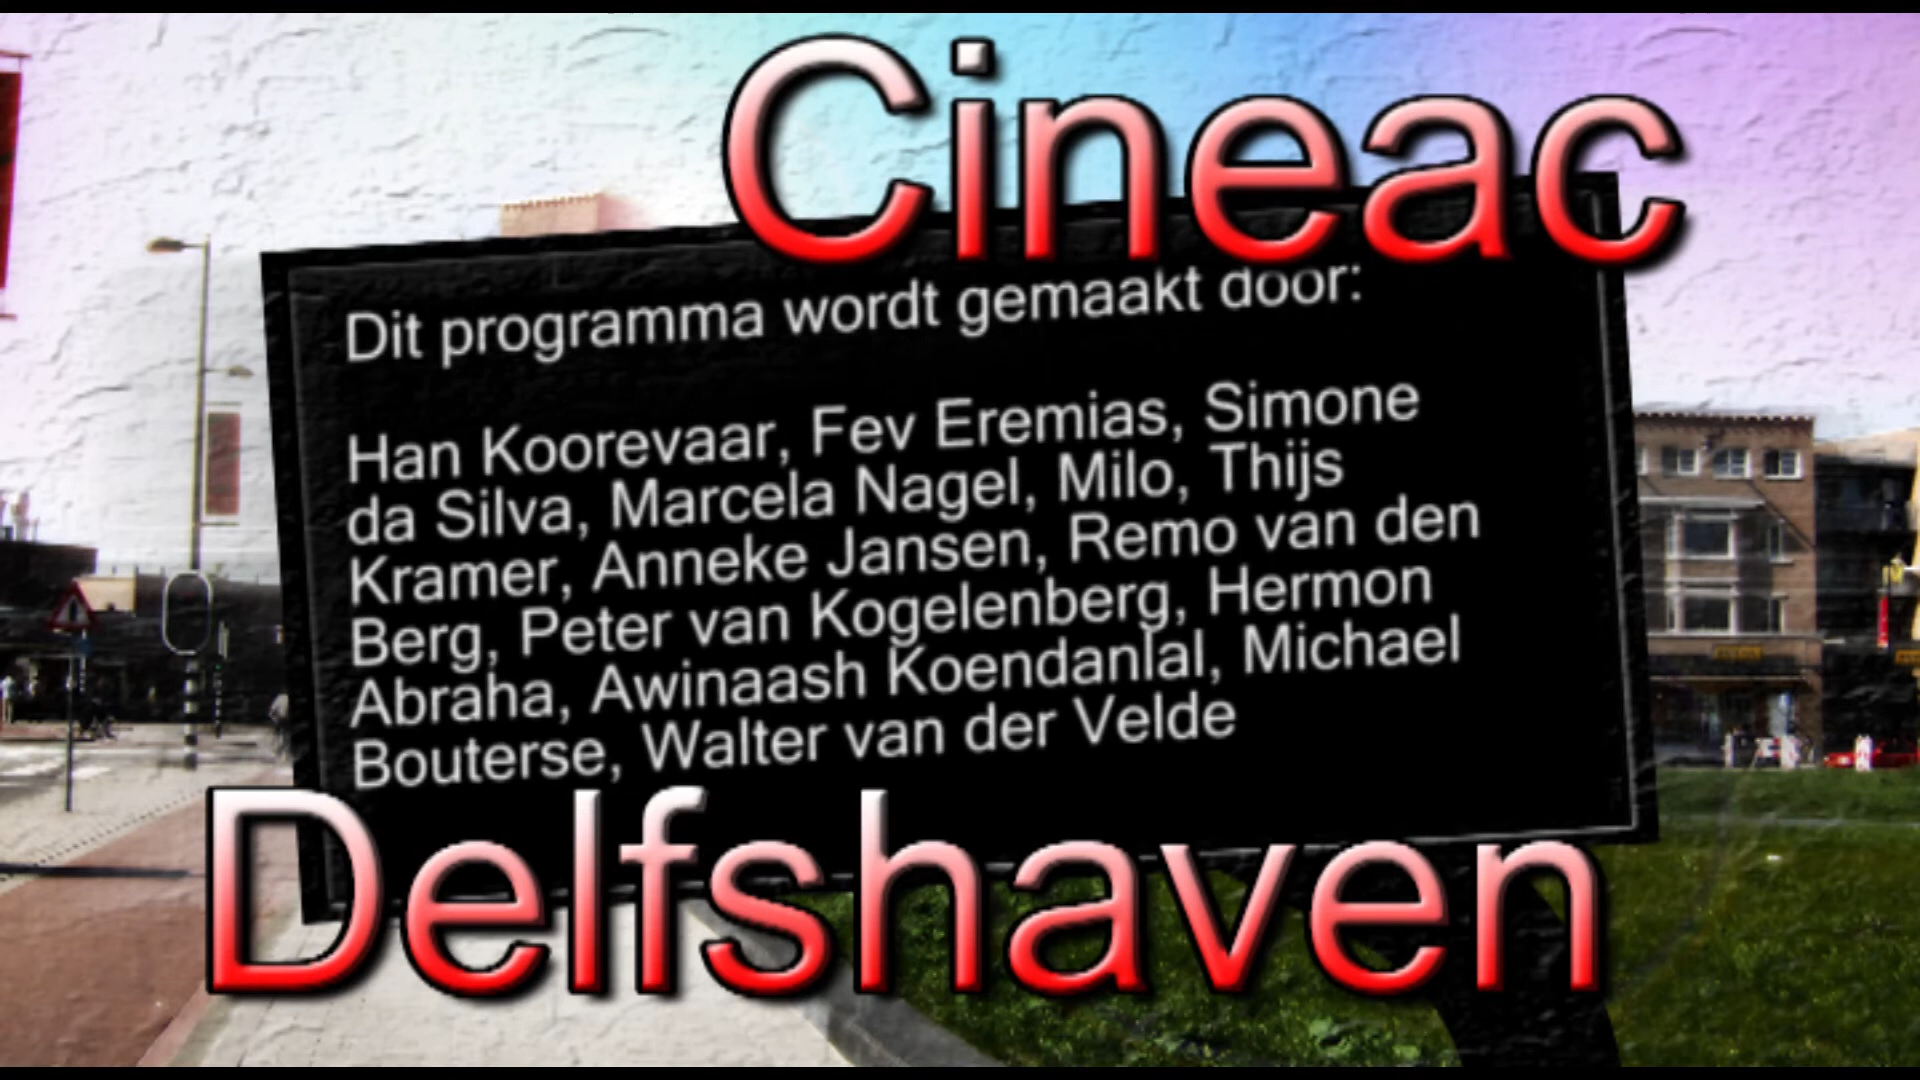 Cineac
Dit programma wordt gemaakt door:
Han Koorevaar, Fev Eremias, Simone
da Silva, Marcela Nagel, Milo, Thijs
Kramer, Anneke Jansen, Remo van den
Berg, Peter van Kogelenberg, Hermon
Abraha, Awinaash Koendanlal, Michael
Bouterse, Walter van der Velde
Delfshaven